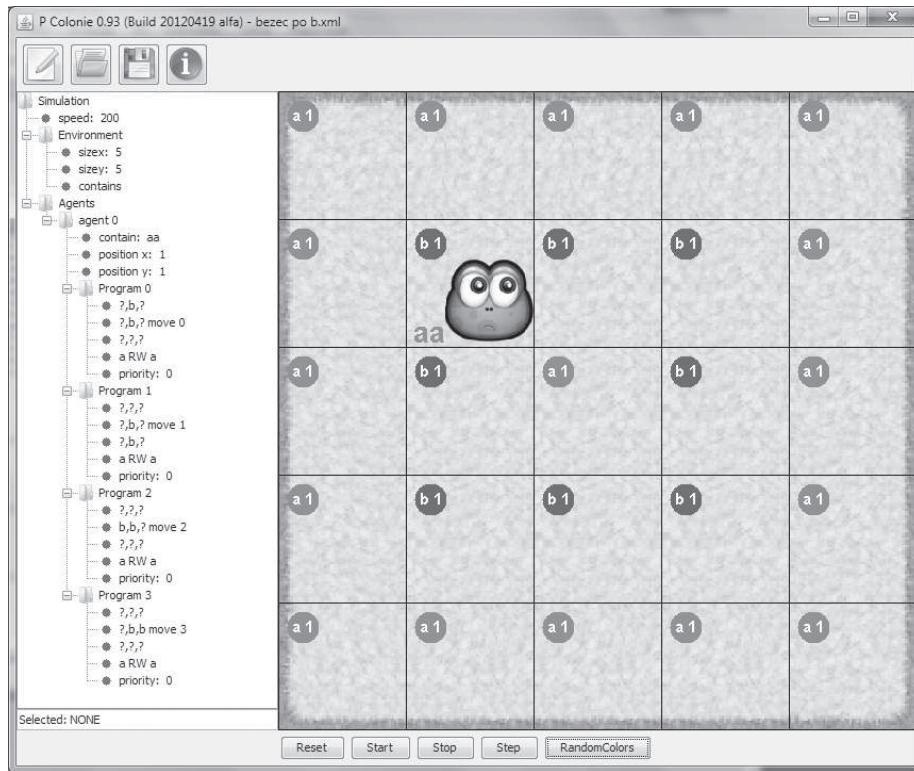 P Colonie 0.93 (Build 20120419 alfa) - bezec po b.xml
Simulation
speed: 200
Environment
sizex: 5
sizey: 5
contains
Agents
agent 0
contain: aa
position x: 1
position y: 1
Program 0
?,b,?
?,b,? move 0
?,?,?
a RW a
priority: 0
Program 1
?,?,?
?,b,? move 1
?,b,?
a RW a
priority: 0
Program 2
?,?,?
b,b,? move 2
?,?,?
a RW a
priority: 0
Program 3
?,?,?
?,b,b move 3
?,?,?
a RW a
priority: 0
Selected: NONE
a 1 a 1 a 1 a 1 a 1
a 1 b 1 b 1 b 1 a 1
aa
a 1 b 1 a 1 b 1 a 1
a 1 b 1 b 1 b 1 a 1
a 1 a 1 a 1 a 1 a 1
Reset Start Stop Step RandomColors